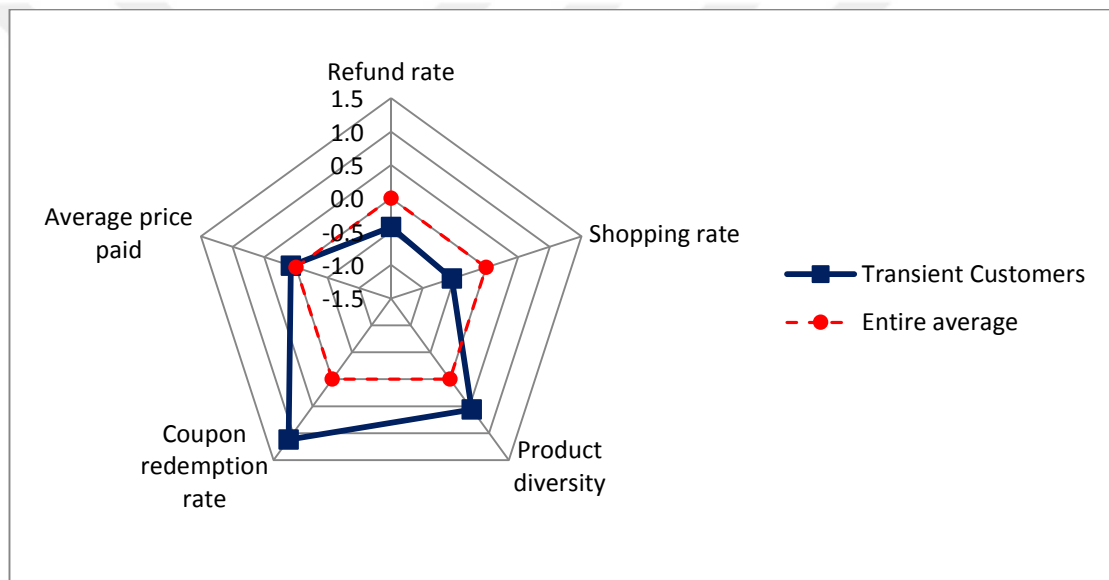 Refund rate
1.5
1.0
0.5
0.0
-0.5
-1.0
-1.5
Shopping rate
Product
diversity
Coupon
redemption
rate
Average price
paid
Transient Customers
Entire average